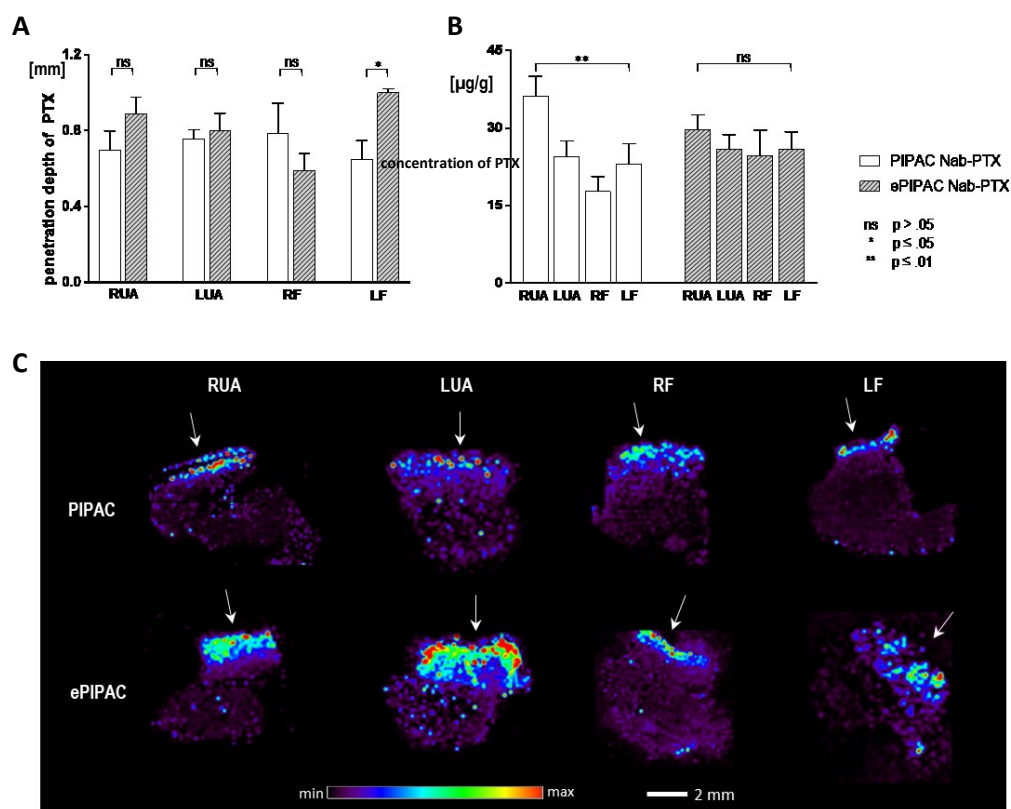 A
1.2
[mm]
0.8
0.4
0.0
penetration depth of PTX
ns
ns
ns
*
RUA LUA RF LF
B
45
[µg/g]
30
15
0
concentration of PTX
**
ns
RUA LUA RF LF
RUA LUA RF LF
PIPAC Nab-PTX
ePIPAC Nab-PTX
ns p > .05
* p ≤ .05
** p ≤ .01
C
RUA LUA RF LF
PIPAC
ePIPAC
min max
2 mm